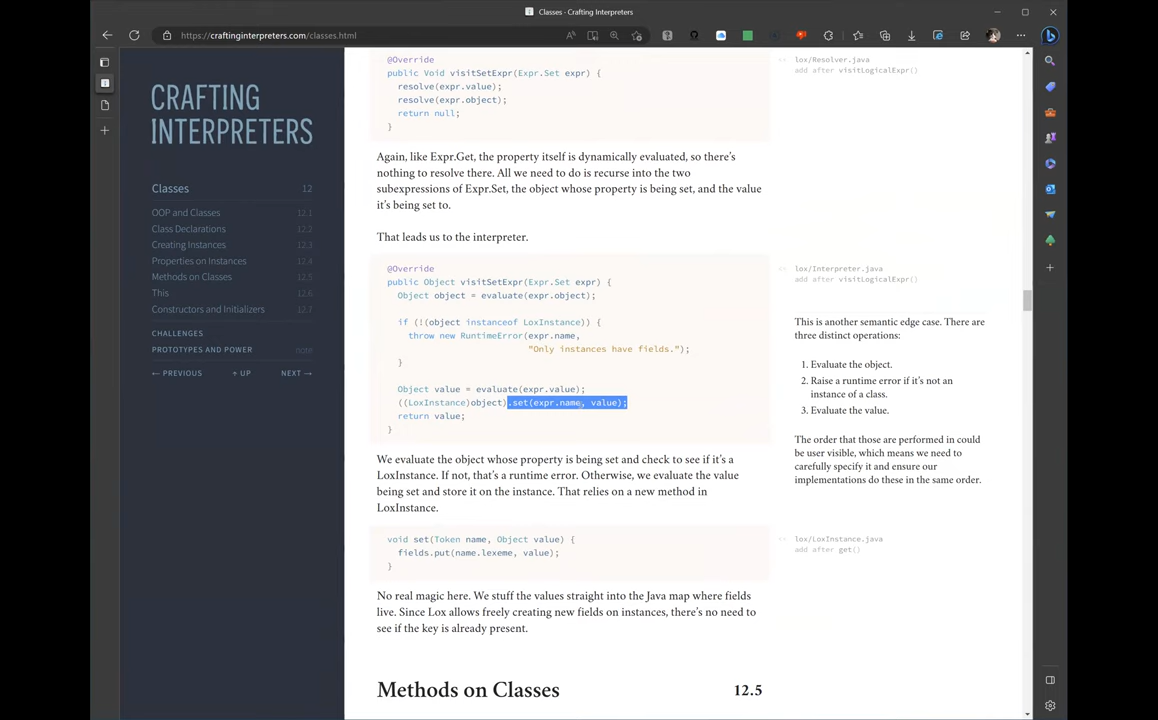 Classes · Crafting Interpreters
https://craftinginterpreters.com/classes.html
CRAFTING
INTERPRETERS
Classes 12
OOP and Classes 12.1
Class Declarations 12.2
Creating Instances 12.3
Properties on Instances 12.4
Methods on Classes 12.5
This 12.6
Constructors and Initializers 12.7
CHALLENGES
PROTOTYPES AND POWER note
← PREVIOUS ↑ UP NEXT →
@Override
public Void visitSetExpr(Expr.Set expr) {
resolve(expr.value);
resolve(expr.object);
return null;
}
lox/Resolver.java
add after visitLogicalExpr()
Again, like Expr.Get, the property itself is dynamically evaluated, so there’s
nothing to resolve there. All we need to do is recurse into the two
subexpressions of Expr.Set, the object whose property is being set, and the value
it’s being set to.
That leads us to the interpreter.
@Override
public Object visitSetExpr(Expr.Set expr) {
Object object = evaluate(expr.object);
if (!(object instanceof LoxInstance)) {
throw new RuntimeError(expr.name,
"Only instances have fields.");
}
Object value = evaluate(expr.value);
((LoxInstance)object).set(expr.name, value);
return value;
}
lox/Interpreter.java
add after visitLogicalExpr()
This is another semantic edge case. There are
three distinct operations:
1. Evaluate the object.
2. Raise a runtime error if it’s not an
instance of a class.
3. Evaluate the value.
The order that those are performed in could
be user visible, which means we need to
carefully specify it and ensure our
implementations do these in the same order.
We evaluate the object whose property is being set and check to see if it’s a
LoxInstance. If not, that’s a runtime error. Otherwise, we evaluate the value
being set and store it on the instance. That relies on a new method in
LoxInstance.
void set(Token name, Object value) {
fields.put(name.lexeme, value);
}
lox/LoxInstance.java
add after get()
No real magic here. We stuff the values straight into the Java map where fields
live. Since Lox allows freely creating new fields on instances, there’s no need to
see if the key is already present.
Methods on Classes 12.5